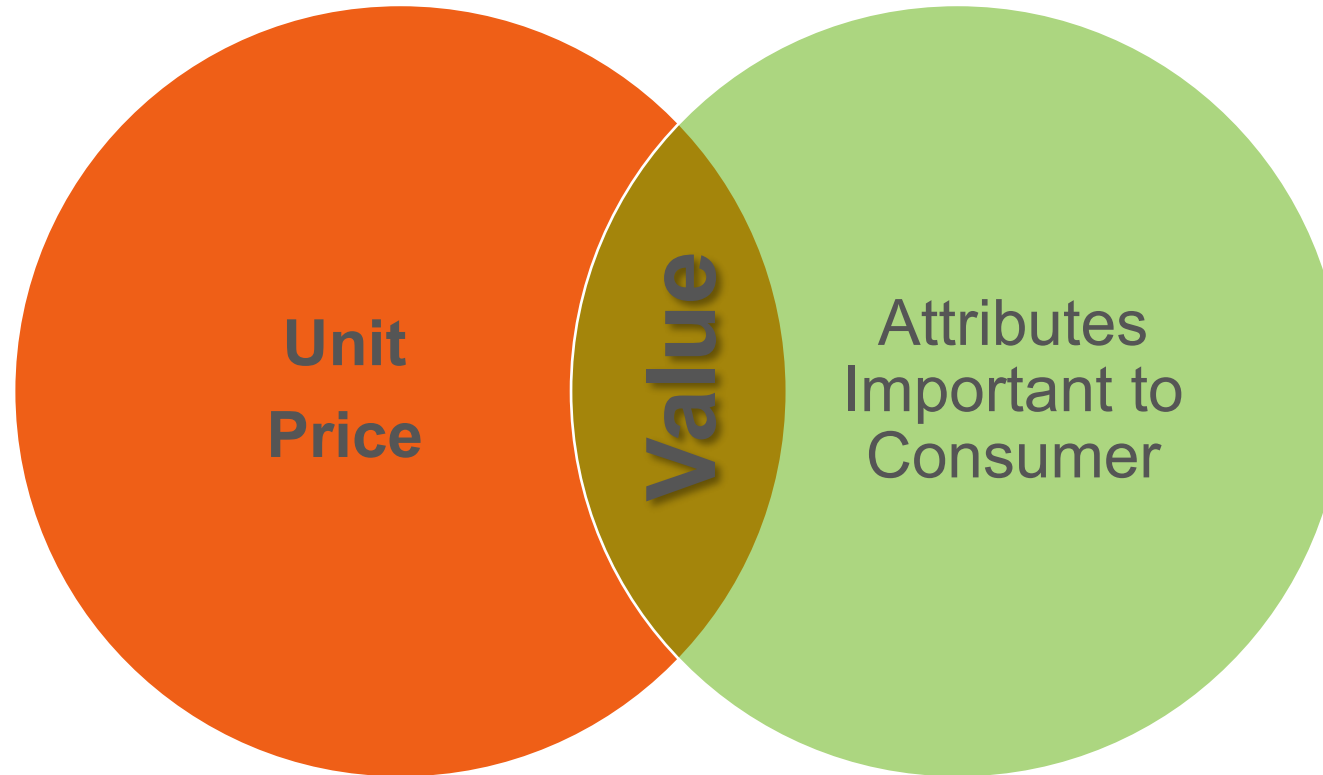 Unit
Price
Value
Attributes
Important to
Consumer